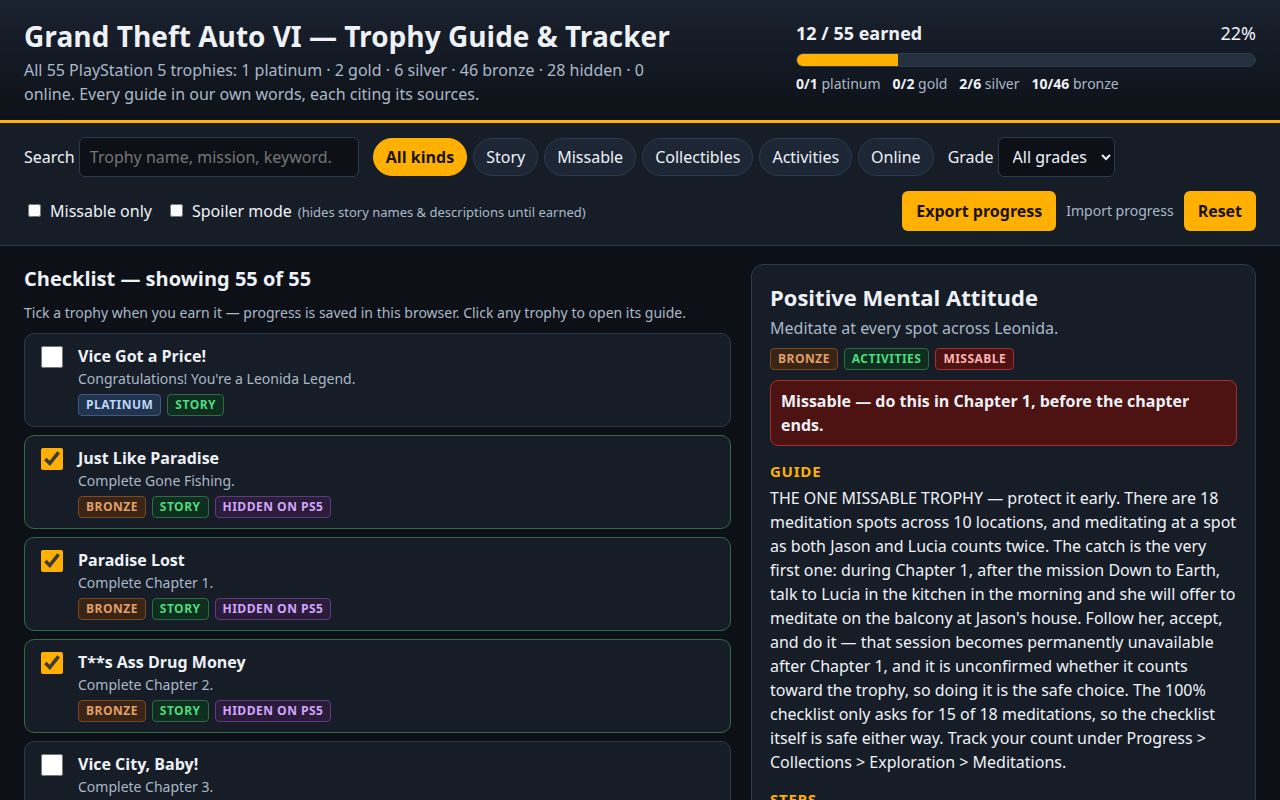 Grand Theft Auto VI — Trophy Guide & Tracker
All 55 PlayStation 5 trophies: 1 platinum · 2 gold · 6 silver · 46 bronze · 28 hidden · 0
online. Every guide in our own words, each citing its sources.
12 / 55 earned 22%
0/1 platinum 0/2 gold 2/6 silver 10/46 bronze
Search Trophy name, mission, keyword. All kinds Story Missable Collectibles Activities Online Grade All grades
Missable only Spoiler mode (hides story names & descriptions until earned) Export progress Import progress Reset
Checklist — showing 55 of 55
Tick a trophy when you earn it — progress is saved in this browser. Click any trophy to open its guide.
Vice Got a Price!
Congratulations! You're a Leonida Legend.
PLATINUM STORY
Just Like Paradise
Complete Gone Fishing.
BRONZE STORY HIDDEN ON PS5
Paradise Lost
Complete Chapter 1.
BRONZE STORY HIDDEN ON PS5
T**s Ass Drug Money
Complete Chapter 2.
BRONZE STORY HIDDEN ON PS5
Vice City, Baby!
Complete Chapter 3.
Positive Mental Attitude
Meditate at every spot across Leonida.
BRONZE ACTIVITIES MISSABLE
Missable — do this in Chapter 1, before the chapter
ends.
GUIDE
THE ONE MISSABLE TROPHY — protect it early. There are 18
meditation spots across 10 locations, and meditating at a spot
as both Jason and Lucia counts twice. The catch is the very
first one: during Chapter 1, after the mission Down to Earth,
talk to Lucia in the kitchen in the morning and she will offer to
meditate on the balcony at Jason's house. Follow her, accept,
and do it — that session becomes permanently unavailable
after Chapter 1, and it is unconfirmed whether it counts
toward the trophy, so doing it is the safe choice. The 100%
checklist only asks for 15 of 18 meditations, so the checklist
itself is safe either way. Track your count under Progress >
Collections > Exploration > Meditations.
STEPS